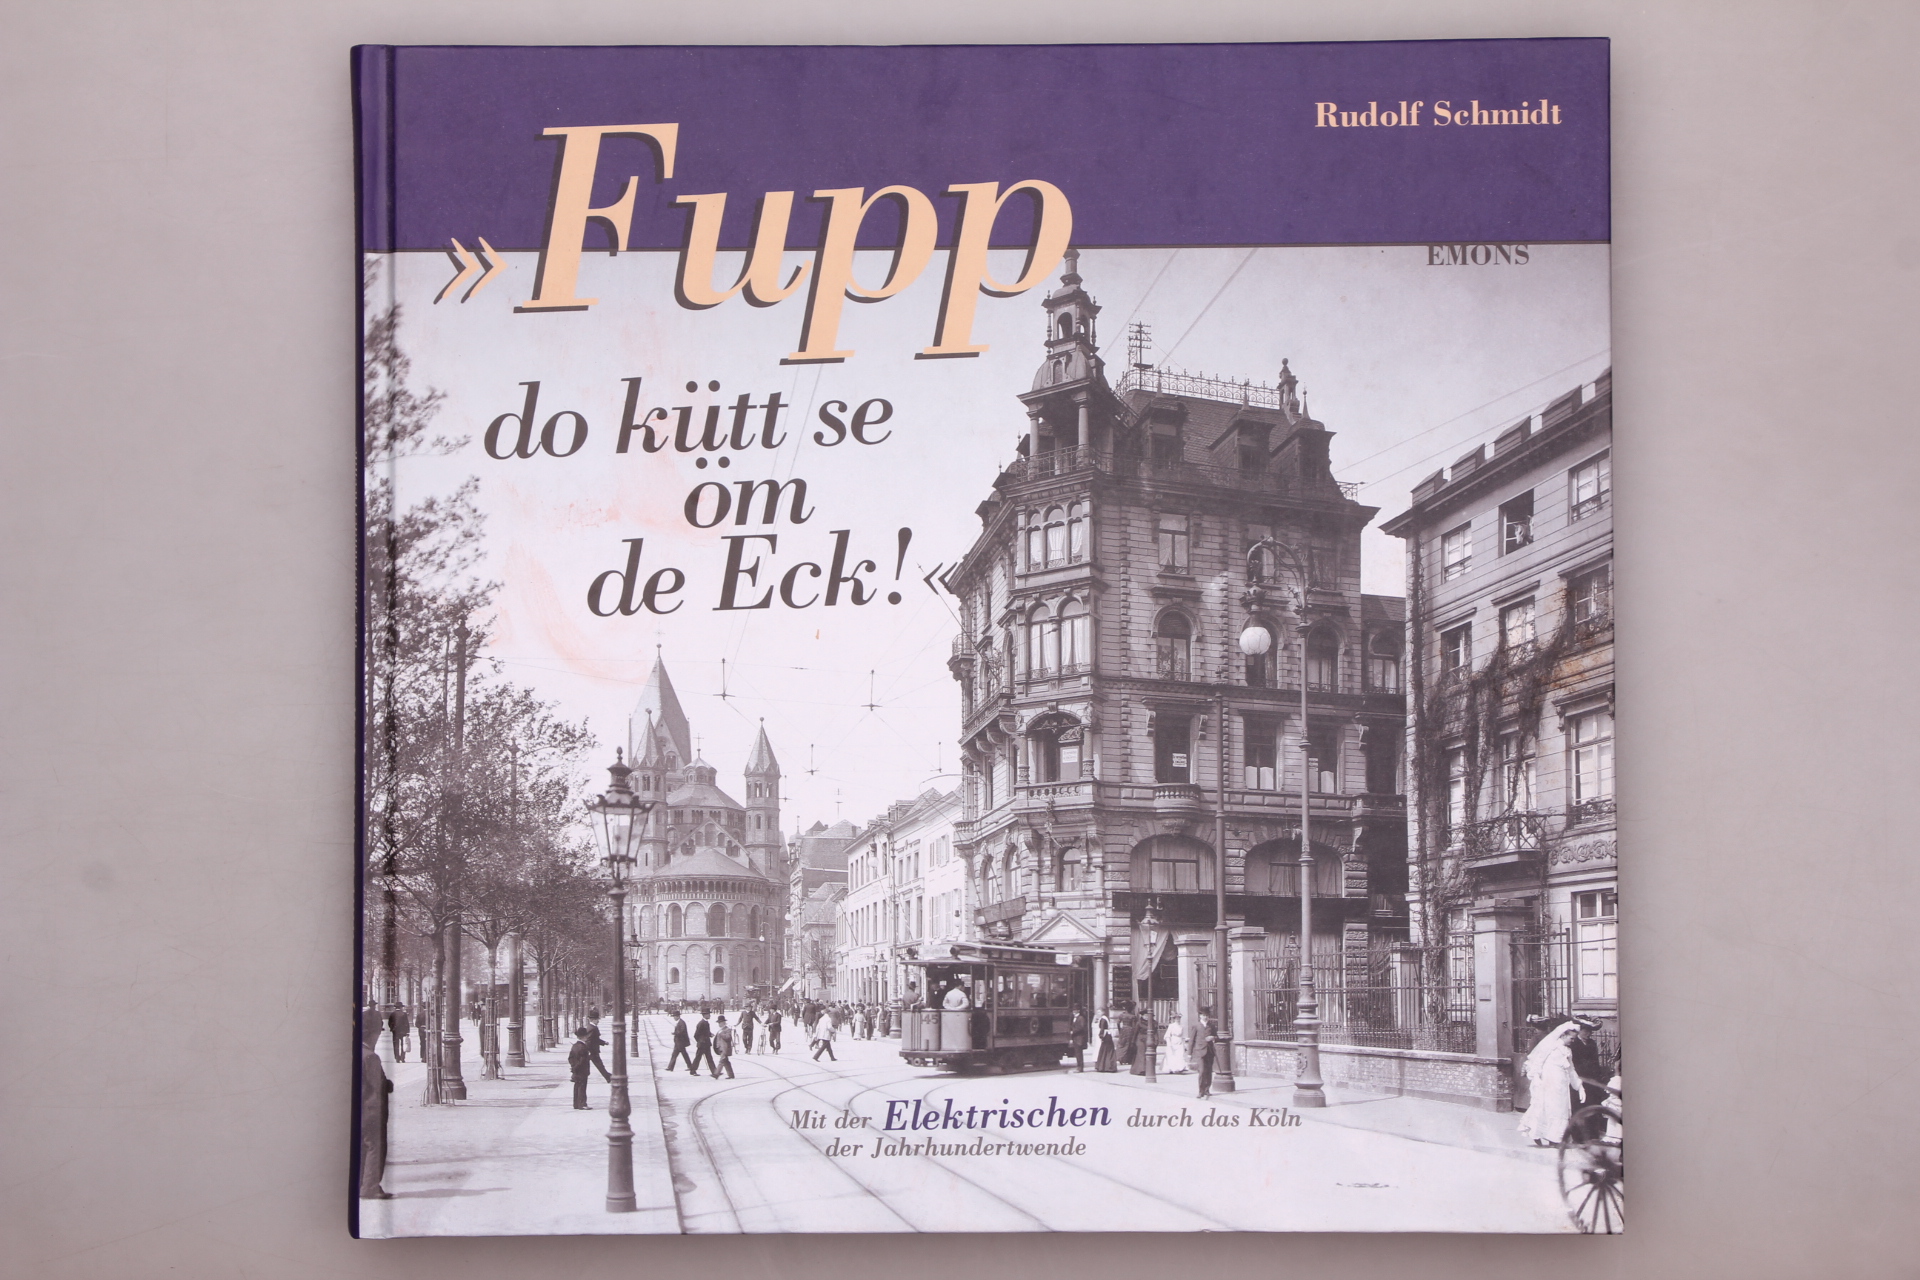 Rudolf Schmidt
»Fupp
EMONS
do kütt se
öm
de Eck!«
Mit der Elektrischen durch das Köln
der Jahrhundertwende